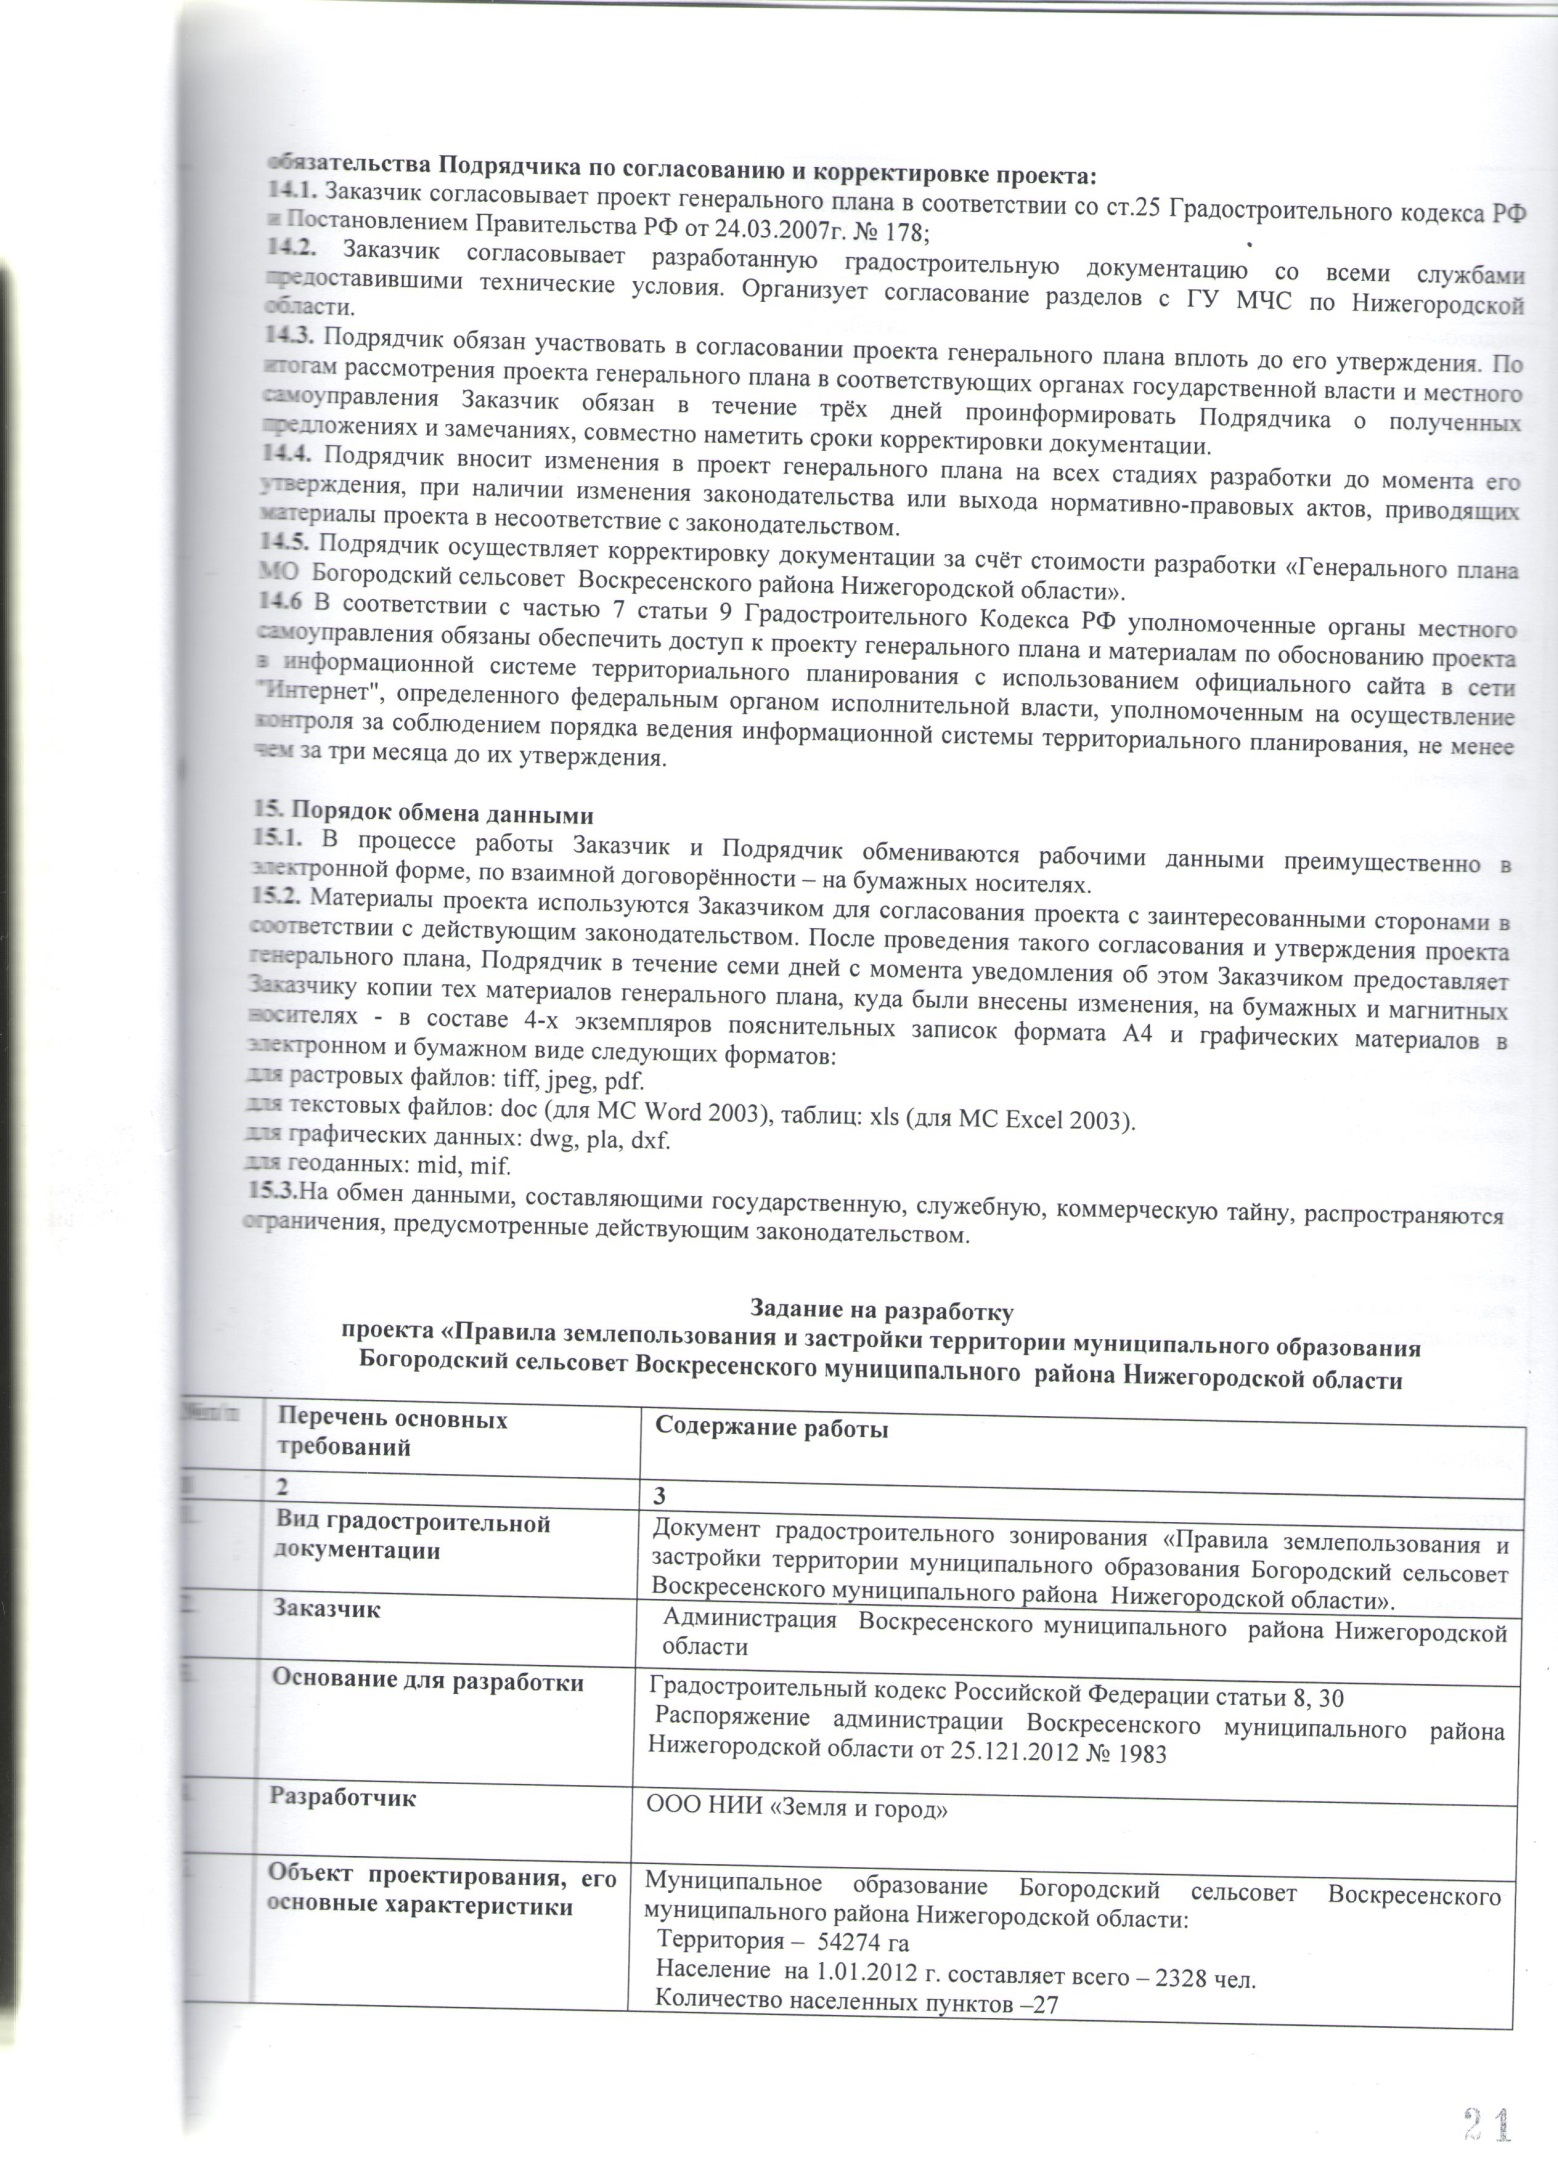 обязательства Подрядчика по согласованию и корректировке проекта:
14.1. Заказчик согласовывает проект генерального плана в соответствии со ст.25 Градостроительного кодекса РФ
и Постановлением Правительства РФ от 24.03.2007г. № 178;
14.2. Заказчик согласовывает разработанную градостроительную документацию со всеми службами
предоставившими технические условия. Организует согласование разделов с ГУ МЧС по Нижегородской
области.
14.3. Подрядчик обязан участвовать в согласовании проекта генерального плана вплоть до его утверждения. По
итогам рассмотрения проекта генерального плана в соответствующих органах государственной власти и местного
самоуправления Заказчик обязан в течение трёх дней проинформировать Подрядчика о полученных
предложениях и замечаниях, совместно наметить сроки корректировки документации.
14.4. Подрядчик вносит изменения в проект генерального плана на всех стадиях разработки до момента его
утверждения, при наличии изменения законодательства или выхода нормативно-правовых актов, приводящих
материалы проекта в несоответствие с законодательством.
14.5. Подрядчик осуществляет корректировку документации за счёт стоимости разработки «Генерального плана
МО Богородский сельсовет Воскресенского района Нижегородской области».
14.6 В соответствии с частью 7 статьи 9 Градостроительного Кодекса РФ уполномоченные органы местного
самоуправления обязаны обеспечить доступ к проекту генерального плана и материалам по обоснованию проекта
в информационной системе территориального планирования с использованием официального сайта в сети
"Интернет", определенного федеральным органом исполнительной власти, уполномоченным на осуществление
контроля за соблюдением порядка ведения информационной системы территориального планирования, не менее
чем за три месяца до их утверждения.
15. Порядок обмена данными
15.1. В процессе работы Заказчик и Подрядчик обмениваются рабочими данными преимущественно в
электронной форме, по взаимной договорённости – на бумажных носителях.
15.2. Материалы проекта используются Заказчиком для согласования проекта с заинтересованными сторонами в
соответствии с действующим законодательством. После проведения такого согласования и утверждения проекта
генерального плана, Подрядчик в течение семи дней с момента уведомления об этом Заказчиком предоставляет
Заказчику копии тех материалов генерального плана, куда были внесены изменения, на бумажных и магнитных
носителях - в составе 4-х экземпляров пояснительных записок формата А4 и графических материалов в
электронном и бумажном виде следующих форматов:
для растровых файлов: tiff, jpeg, pdf.
для текстовых файлов: doc (для МС Word 2003), таблиц: xls (для МС Excel 2003).
для графических данных: dwg, pla, dxf.
для геоданных: mid, mif.
15.3.На обмен данными, составляющими государственную, служебную, коммерческую тайну, распространяются
ограничения, предусмотренные действующим законодательством.
Задание на разработку
проекта «Правила землепользования и застройки территории муниципального образования
Богородский сельсовет Воскресенского муниципального района Нижегородской области
№п/п
Перечень основных
требований
Содержание работы
2
3
Вид градостроительной
документации
Документ градостроительного зонирования «Правила землепользования и
застройки территории муниципального образования Богородский сельсовет
Воскресенского муниципального района Нижегородской области».
2.
Заказчик
Администрация Воскресенского муниципального района Нижегородской
области
Основание для разработки
Градостроительный кодекс Российской Федерации статьи 8, 30
Распоряжение администрации Воскресенского муниципального района
Нижегородской области от 25.121.2012 № 1983
Разработчик
ООО НИИ «Земля и город»
Объект проектирования, его
основные характеристики
Муниципальное образование Богородский сельсовет Воскресенского
муниципального района Нижегородской области:
Территория – 54274 га
Население на 1.01.2012 г. составляет всего – 2328 чел.
Количество населенных пунктов –27
21